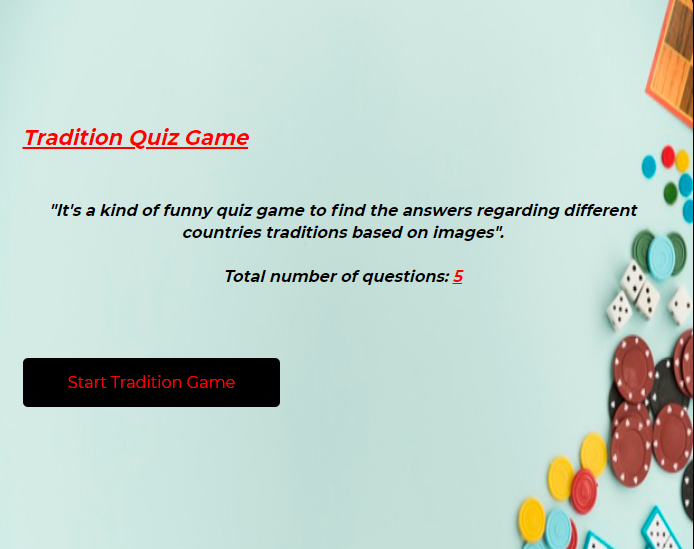 Tradition Quiz Game
"It's a kind of funny quiz game to find the answers regarding different
countries traditions based on images".
Total number of questions: 5
Start Tradition Game